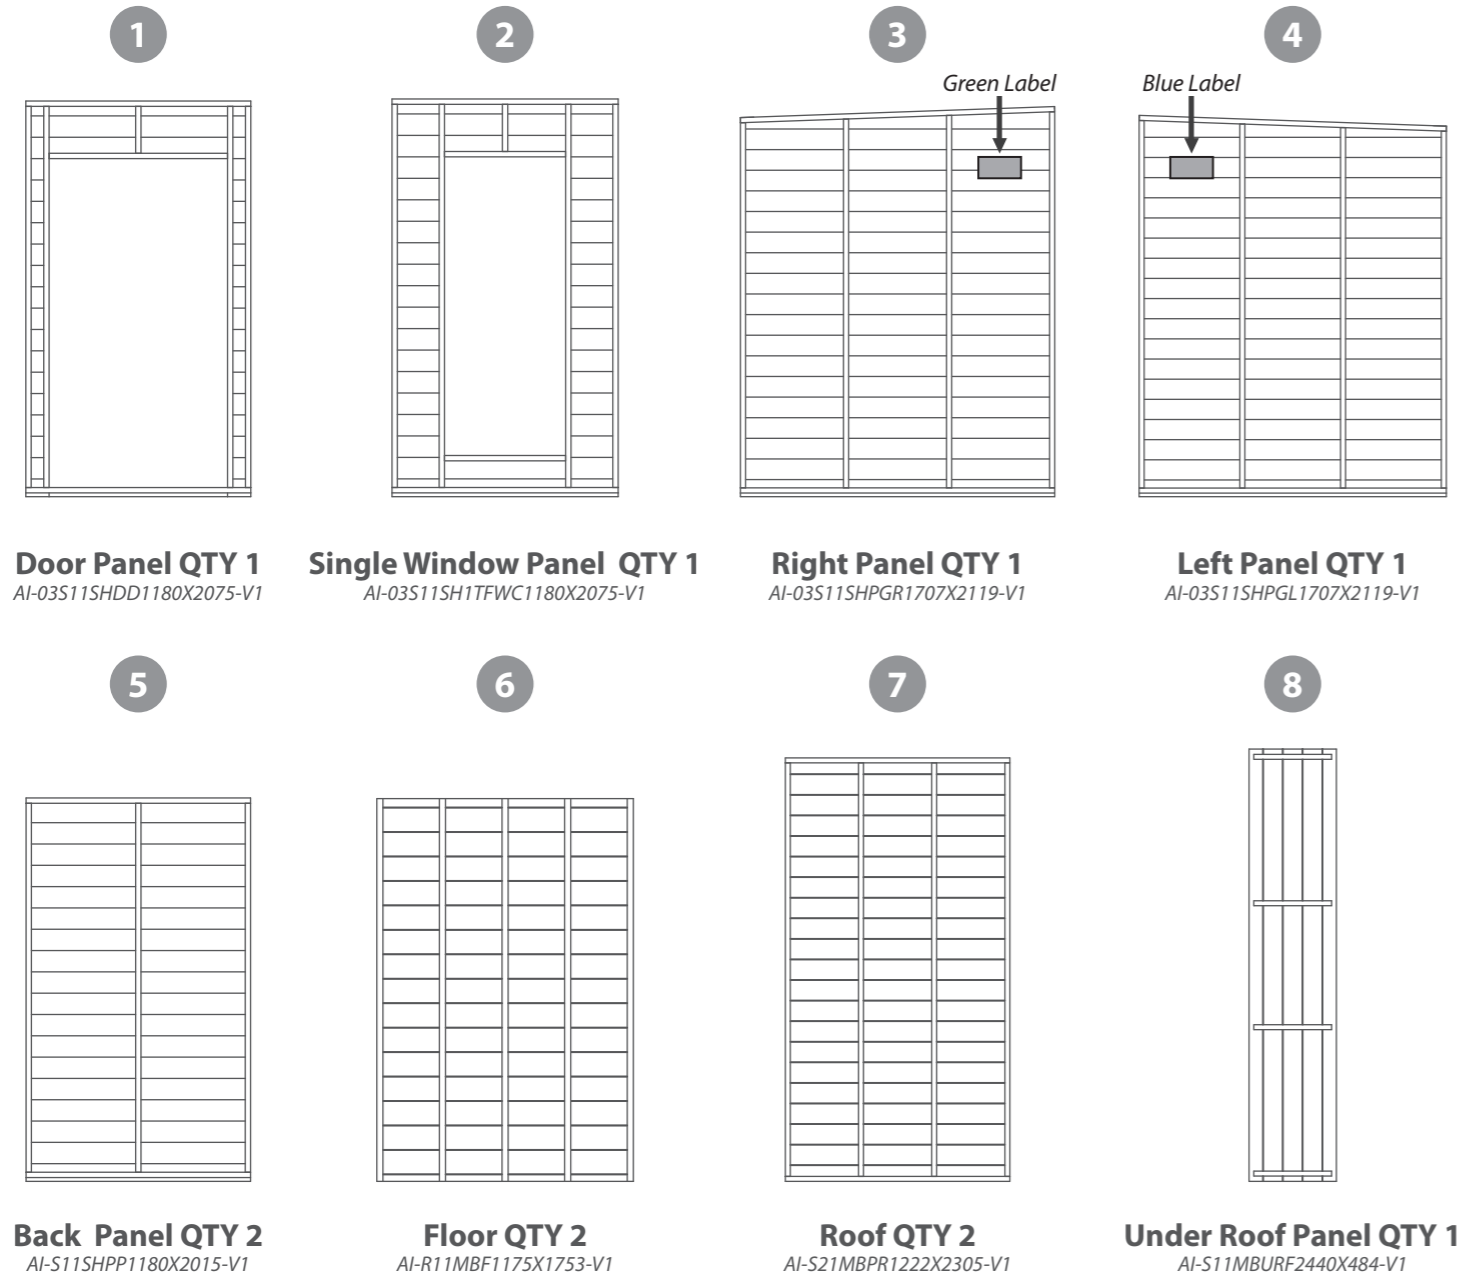 1
2
3
4
Green Label
Blue Label
Door Panel QTY 1
AI-03S11SHDD1180X2075-V1
Single Window Panel QTY 1
AI-03S11SH1TFWC1180X2075-V1
Right Panel QTY 1
AI-03S11SHPGR1707X2119-V1
Left Panel QTY 1
AI-03S11SHPGL1707X2119-V1
5
6
7
8
Back Panel QTY 2
AI-S11SHPP1180X2015-V1
Floor QTY 2
AI-R11MBF1175X1753-V1
Roof QTY 2
AI-S21MBPR1222X2305-V1
Under Roof Panel QTY 1
AI-S11MBURF2440X484-V1